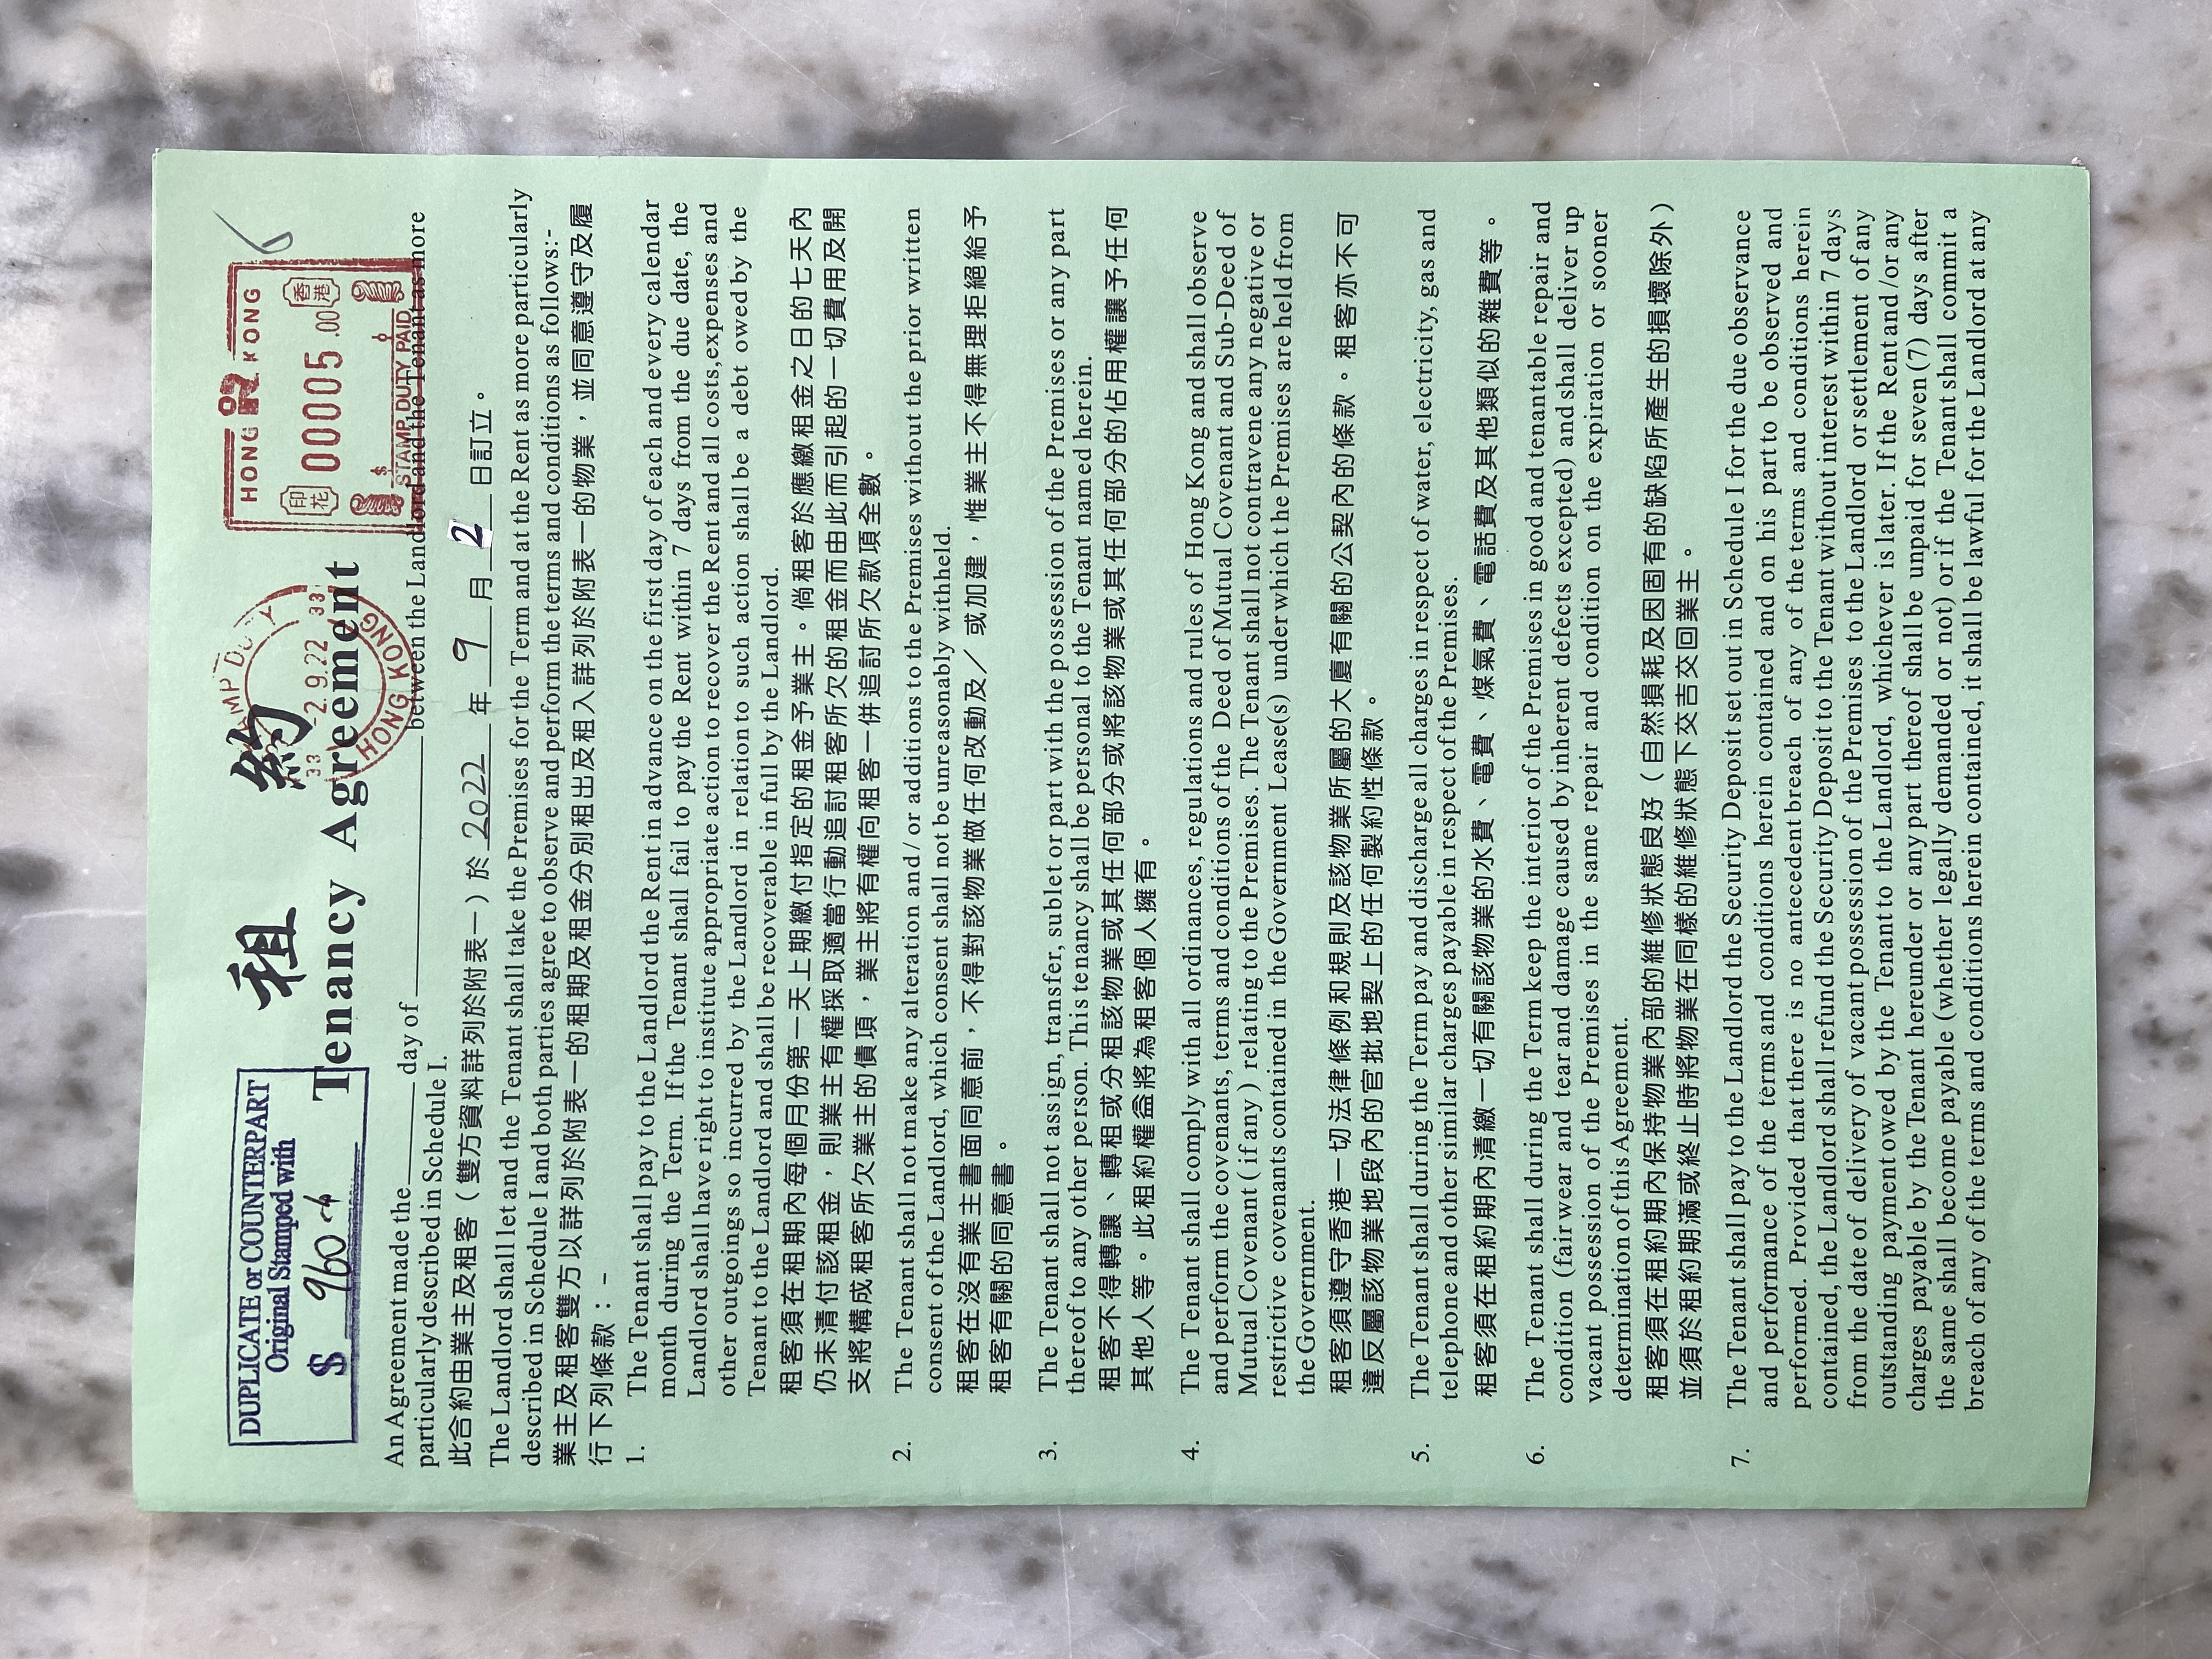 DUPLICATE or COUNTERPART
Original Stamped with
$ 960
租約
Tenancy Agreement
STAMP DUTY
33 -2.9.22 33
HONG KONG
HONG KONG
印花 00005.00 香港
$ STAMP DUTY PAID
An Agreement made the ______ day of ______________ between the Landlord and the Tenant as more
particularly described in Schedule I.
此合約由業主及租客（雙方資料詳列於附表一）於 2022 年 9 月 2 日訂立。
The Landlord shall let and the Tenant shall take the Premises for the Term and at the Rent as more particularly
described in Schedule I and both parties agree to observe and perform the terms and conditions as follows:-
業主及租客雙方以詳列於附表一的租期及租金分別租出及租入詳列於附表一的物業，並同意遵守及履
行下列條款：-
1. The Tenant shall pay to the Landlord the Rent in advance on the first day of each and every calendar
month during the Term. If the Tenant shall fail to pay the Rent within 7 days from the due date, the
Landlord shall have right to institute appropriate action to recover the Rent and all costs,expenses and
other outgoings so incurred by the Landlord in relation to such action shall be a debt owed by the
Tenant to the Landlord and shall be recoverable in full by the Landlord.
租客須在租期內每個月份第一天上期繳付指定的租金予業主。倘租客於應繳租金之日的七天內
仍未清付該租金，則業主有權採取適當行動追討租客所欠的租金而由此而引起的一切費用及開
支將構成租客所欠業主的債項，業主將有權向租客一併追討所欠款項全數。
2. The Tenant shall not make any alteration and/or additions to the Premises without the prior written
consent of the Landlord, which consent shall not be unreasonably withheld.
租客在沒有業主書面同意前，不得對該物業做任何改動及／或加建，惟業主不得無理拒絕給予
租客有關的同意書。
3. The Tenant shall not assign, transfer, sublet or part with the possession of the Premises or any part
thereof to any other person. This tenancy shall be personal to the Tenant named herein.
租客不得轉讓、轉租或分租該物業或其任何部分或將該物業或其任何部分的佔用權讓予任何
其他人等。此租約權益將為租客個人擁有。
4. The Tenant shall comply with all ordinances, regulations and rules of Hong Kong and shall observe
and perform the covenants, terms and conditions of the Deed of Mutual Covenant and Sub-Deed of
Mutual Covenant (if any) relating to the Premises. The Tenant shall not contravene any negative or
restrictive covenants contained in the Government Lease(s) under which the Premises are held from
the Government.
租客須遵守香港一切法律條例和規則及該物業所屬的大廈有關的公契內的條款。租客亦不可
違反屬該物業地段內的官批地契上的任何製約性條款。
5. The Tenant shall during the Term pay and discharge all charges in respect of water, electricity, gas and
telephone and other similar charges payable in respect of the Premises.
租客須在租約期內清繳一切有關該物業的水費、電費、煤氣費、電話費及其他類似的雜費等。
6. The Tenant shall during the Term keep the interior of the Premises in good and tenantable repair and
condition (fair wear and tear and damage caused by inherent defects excepted) and shall deliver up
vacant possession of the Premises in the same repair and condition on the expiration or sooner
determination of this Agreement.
租客須在租約期內保持物業內部的維修狀態良好（自然損耗及因固有的缺陷所產生的損壞除外）
並須於租約期滿或終止時將物業在同樣的維修狀態下交吉交回業主。
7. The Tenant shall pay to the Landlord the Security Deposit set out in Schedule I for the due observance
and performance of the terms and conditions herein contained and on his part to be observed and
performed. Provided that there is no antecedent breach of any of the terms and conditions herein
contained, the Landlord shall refund the Security Deposit to the Tenant without interest within 7 days
from the date of delivery of vacant possession of the Premises to the Landlord or settlement of any
outstanding payment owed by the Tenant to the Landlord, whichever is later. If the Rent and/or any
charges payable by the Tenant hereunder or any part thereof shall be unpaid for seven (7) days after
the same shall become payable (whether legally demanded or not) or if the Tenant shall commit a
breach of any of the terms and conditions herein contained, it shall be lawful for the Landlord at any